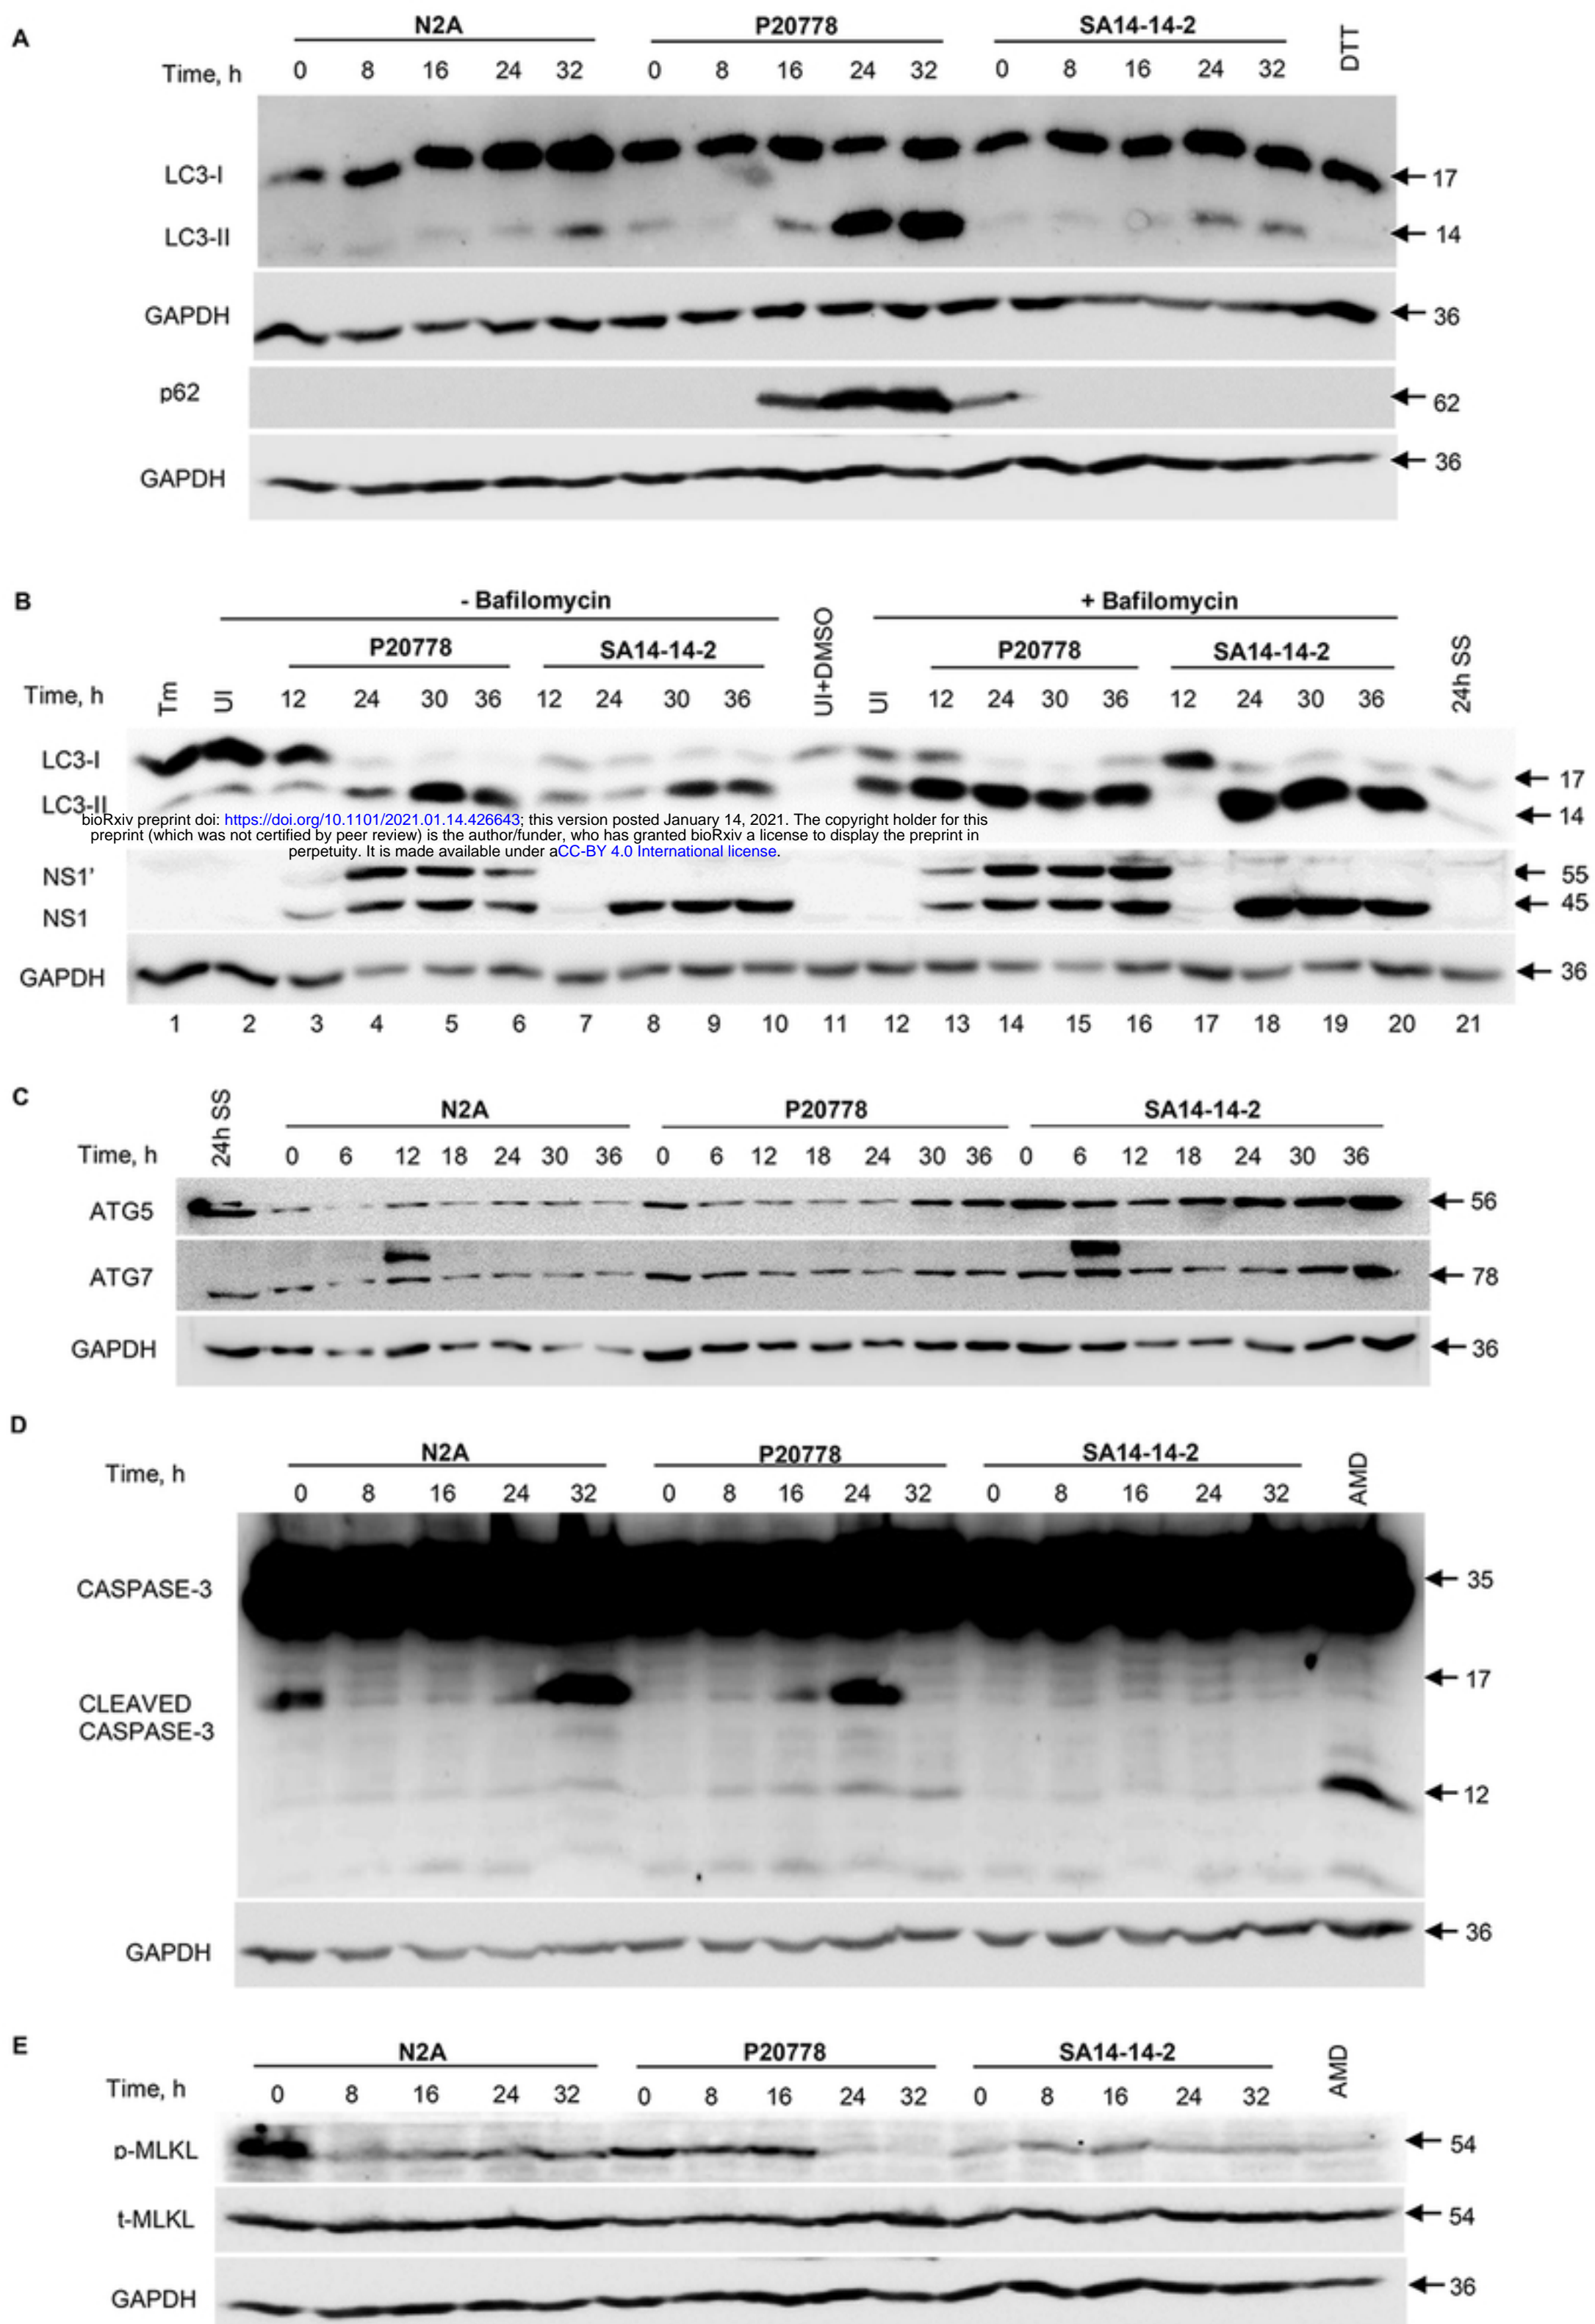 A
N2A P20778 SA14-14-2 DTT
Time, h 0 8 16 24 32 0 8 16 24 32 0 8 16 24 32
LC3-I 17
LC3-II 14
GAPDH 36
p62 62
GAPDH 36
B
- Bafilomycin + Bafilomycin
P20778 SA14-14-2 UI+DMSO P20778 SA14-14-2 24h SS
Time, h Tm UI 12 24 30 36 12 24 30 36 UI 12 24 30 36 12 24 30 36
LC3-I 17
LC3-II 14
bioRxiv preprint doi: https://doi.org/10.1101/2021.01.14.426643; this version posted January 14, 2021. The copyright holder for this
preprint (which was not certified by peer review) is the author/funder, who has granted bioRxiv a license to display the preprint in
perpetuity. It is made available under aCC-BY 4.0 International license.
NS1' 55
NS1 45
GAPDH 36
1 2 3 4 5 6 7 8 9 10 11 12 13 14 15 16 17 18 19 20 21
C
24h SS N2A P20778 SA14-14-2
Time, h 0 6 12 18 24 30 36 0 6 12 18 24 30 36 0 6 12 18 24 30 36
ATG5 56
ATG7 78
GAPDH 36
D
N2A P20778 SA14-14-2 AMD
Time, h 0 8 16 24 32 0 8 16 24 32 0 8 16 24 32
CASPASE-3 35
17
CLEAVED
CASPASE-3
12
GAPDH 36
E
N2A P20778 SA14-14-2 AMD
Time, h 0 8 16 24 32 0 8 16 24 32 0 8 16 24 32
p-MLKL 54
t-MLKL 54
GAPDH 36